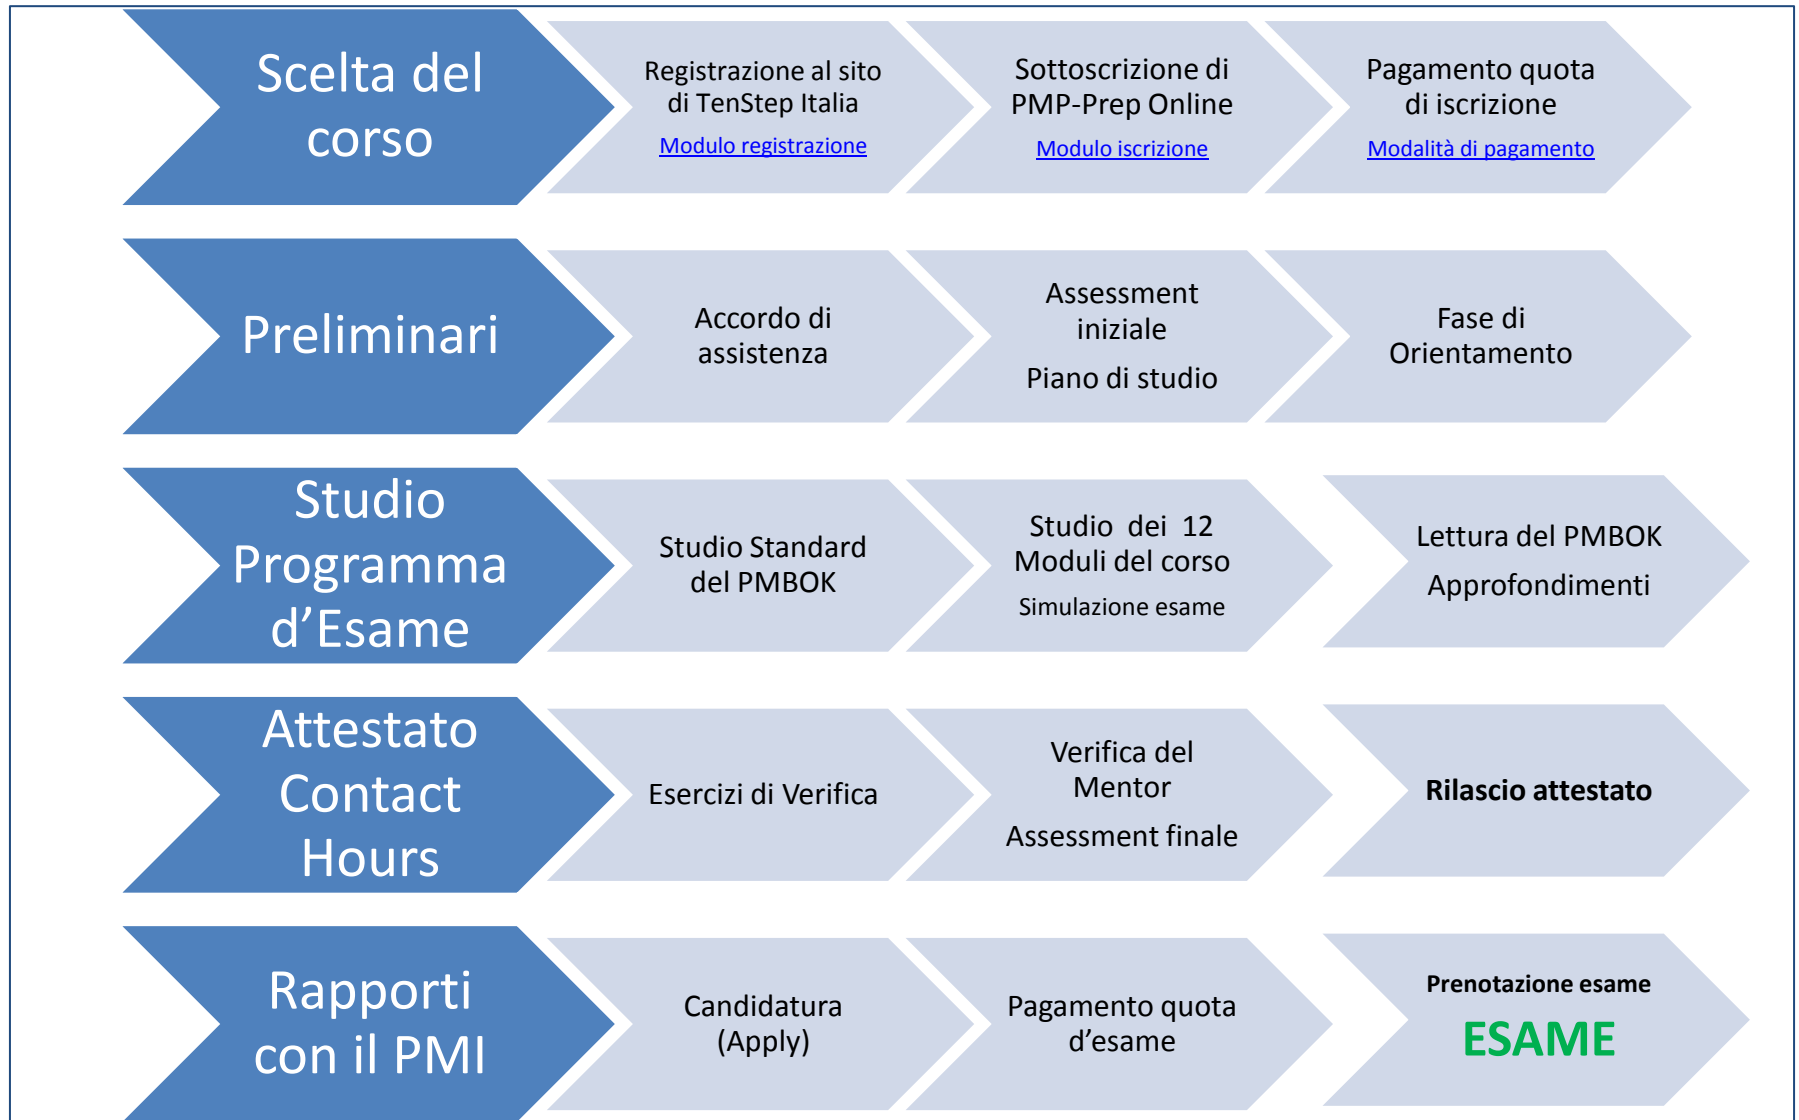 Scelta del
corso
Registrazione al sito
di TenStep Italia
Modulo registrazione
Sottoscrizione di
PMP-Prep Online
Modulo iscrizione
Pagamento quota
di iscrizione
Modalità di pagamento
Preliminari
Accordo di
assistenza
Assessment
iniziale
Piano di studio
Fase di
Orientamento
Studio
Programma
d’Esame
Studio Standard
del PMBOK
Studio dei 12
Moduli del corso
Simulazione esame
Lettura del PMBOK
Approfondimenti
Attestato
Contact
Hours
Esercizi di Verifica
Verifica del
Mentor
Assessment finale
Rilascio attestato
Rapporti
con il PMI
Candidatura
(Apply)
Pagamento quota
d’esame
Prenotazione esame
ESAME